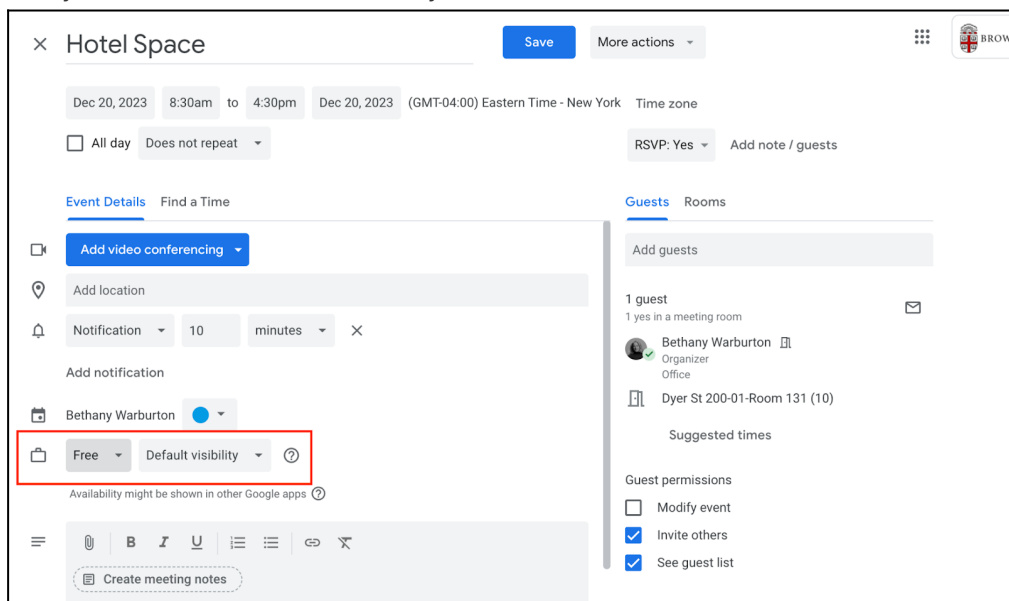 Hotel Space
Save
More actions
BROW
Dec 20, 2023 8:30am to 4:30pm Dec 20, 2023 (GMT-04:00) Eastern Time - New York Time zone
All day Does not repeat
RSVP: Yes Add note / guests
Event Details Find a Time
Guests Rooms
Add video conferencing
Add guests
Add location
1 guest
1 yes in a meeting room
Notification 10 minutes
Bethany Warburton
Organizer
Office
Add notification
Dyer St 200-01-Room 131 (10)
Bethany Warburton
Suggested times
Free Default visibility
Availability might be shown in other Google apps
Guest permissions
Modify event
Invite others
See guest list
B I U
Create meeting notes